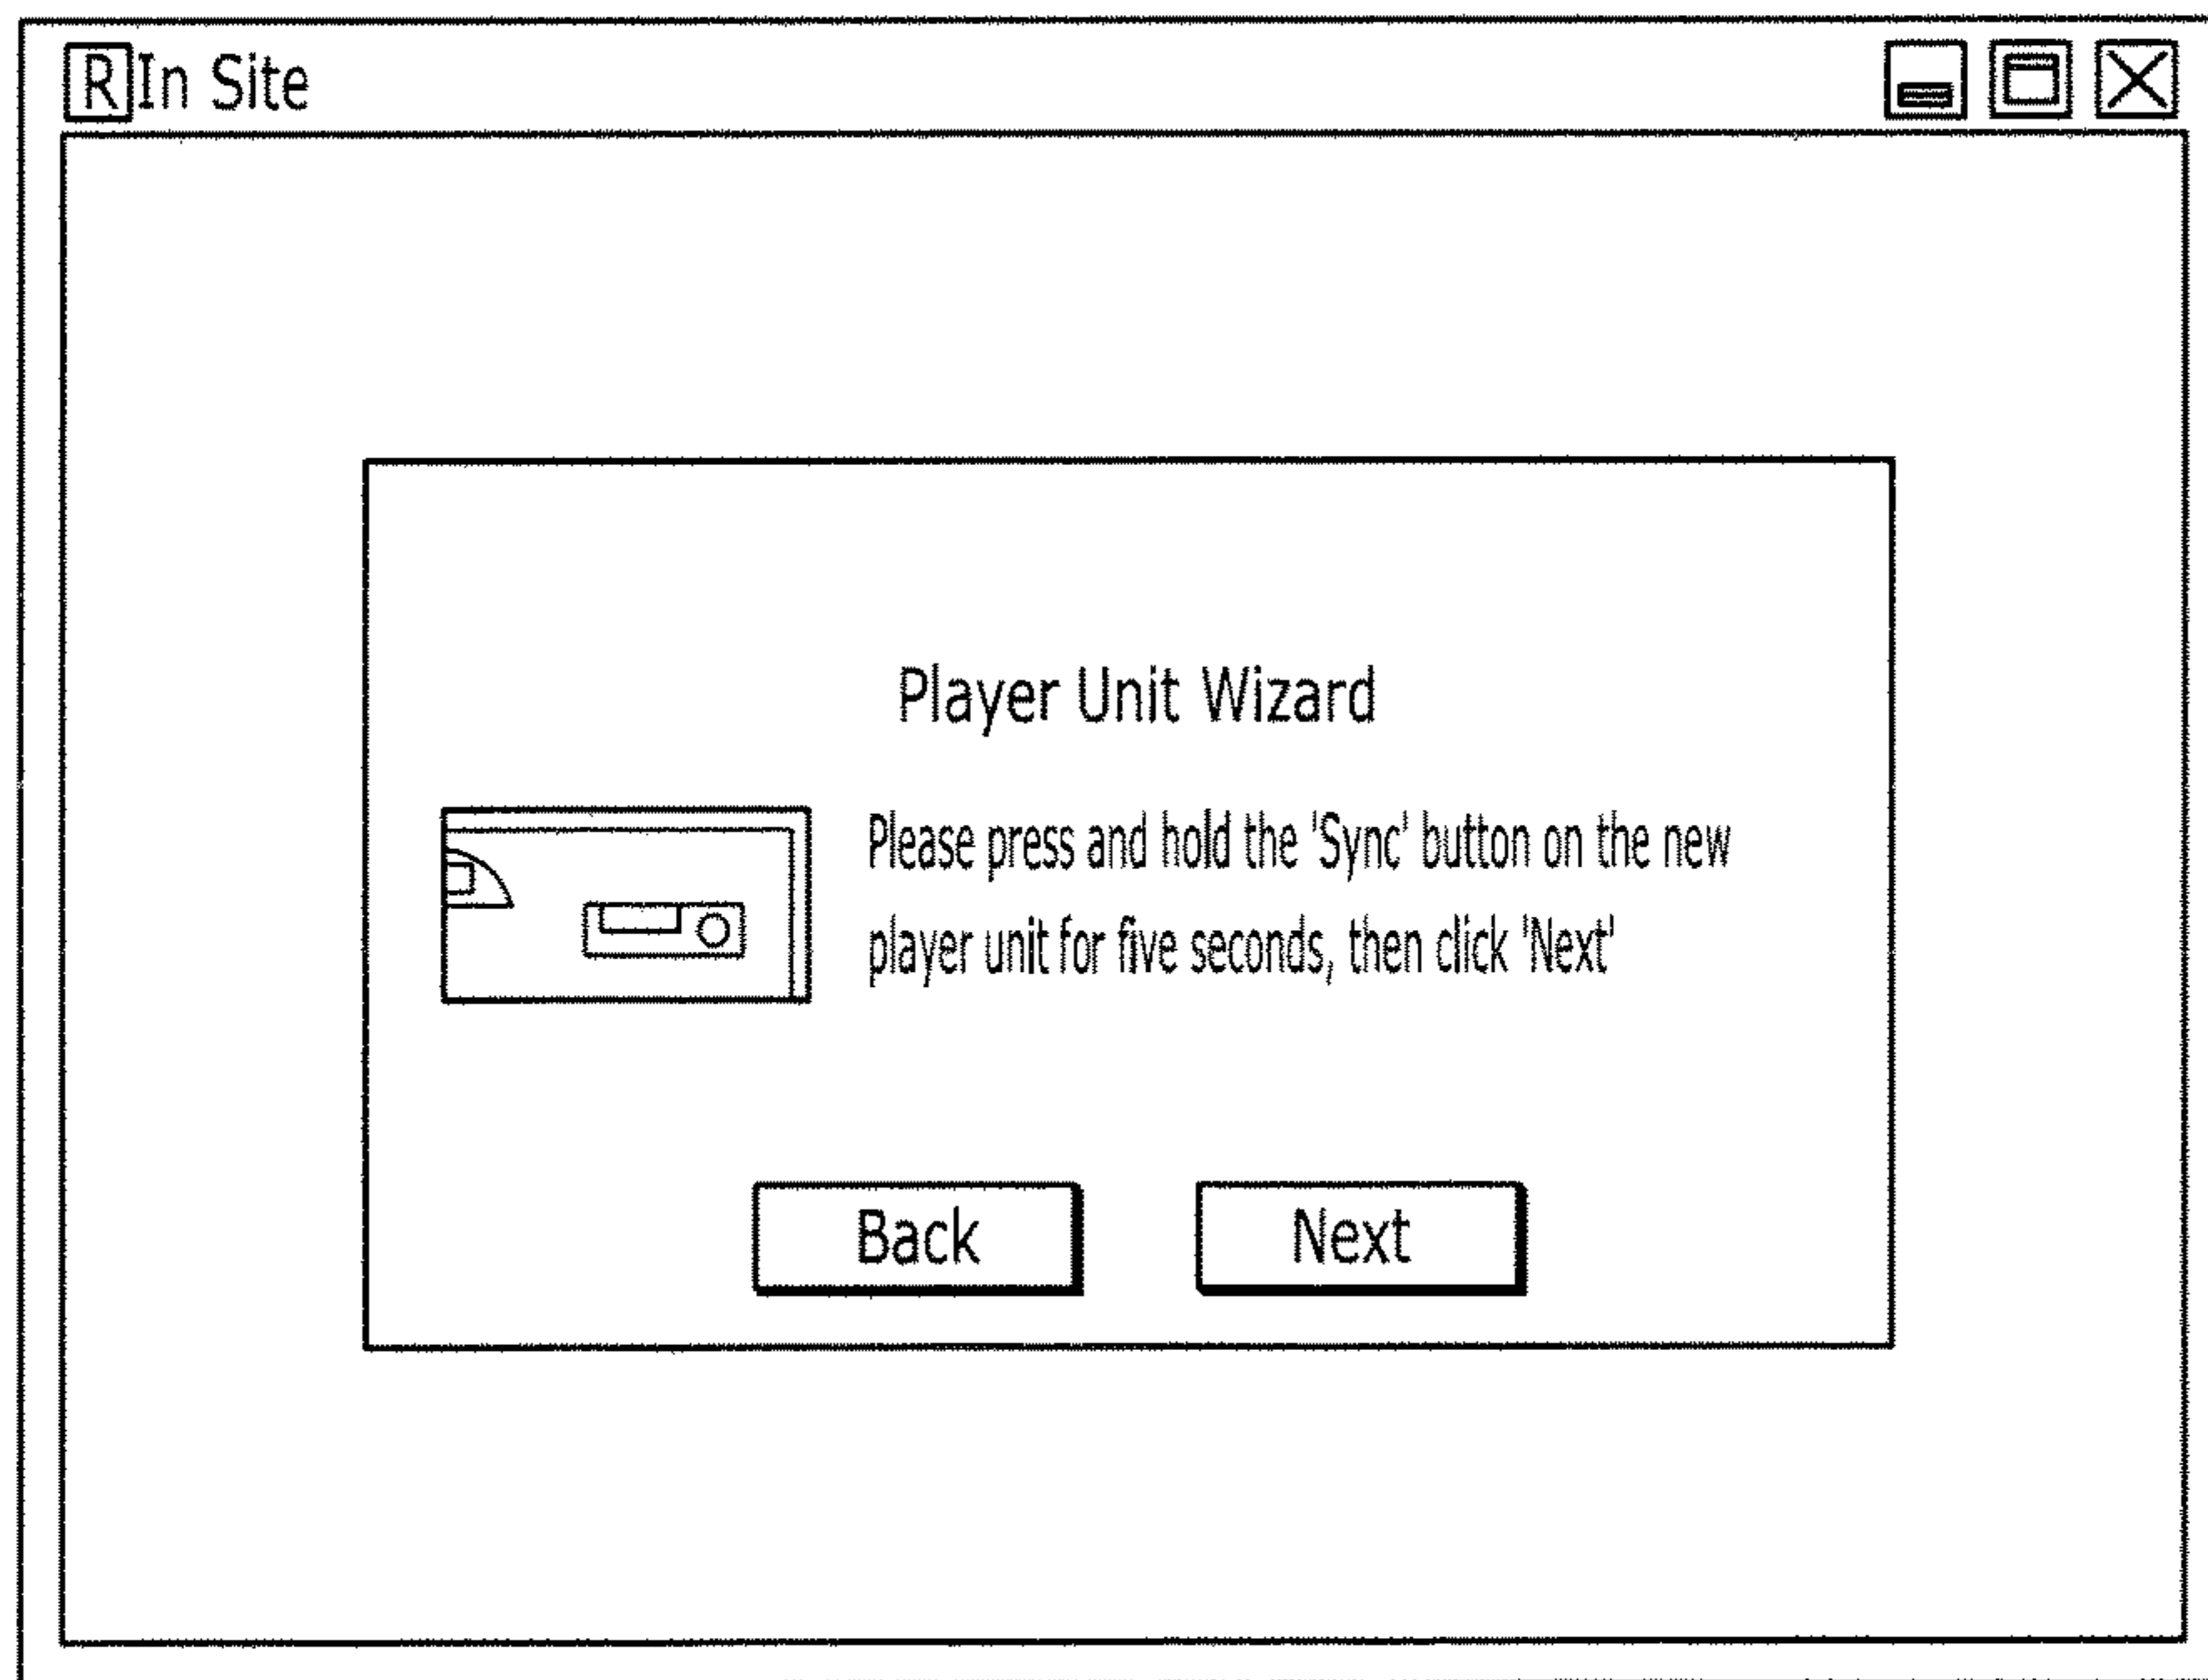 R In Site
Player Unit Wizard
Please press and hold the 'Sync' button on the new
player unit for five seconds, then click 'Next'
Back Next